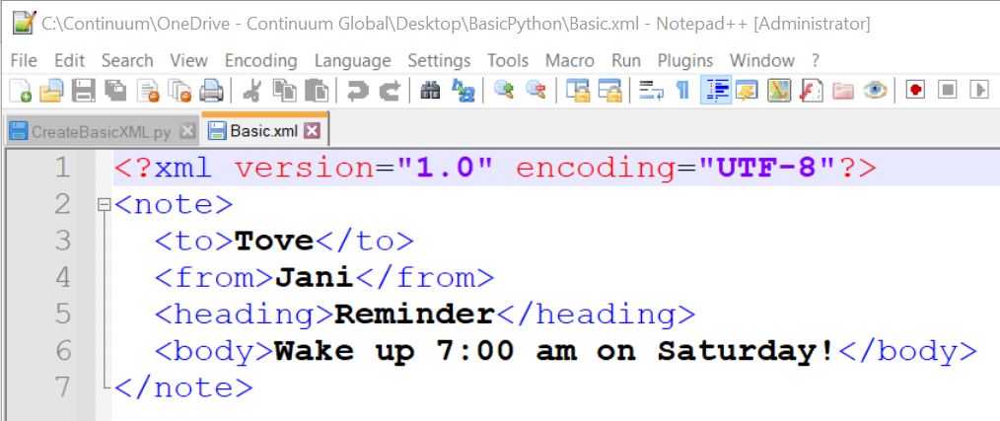 C:\Continuum\OneDrive - Continuum Global\Desktop\BasicPython\Basic.xml - Notepad++ [Administrator]
File Edit Search View Encoding Language Settings Tools Macro Run Plugins Window ?
CreateBasicXML.py Basic.xml
1 <?xml version="1.0" encoding="UTF-8"?>
2 <note>
3   <to>Tove</to>
4   <from>Jani</from>
5   <heading>Reminder</heading>
6   <body>Wake up 7:00 am on Saturday!</body>
7 </note>